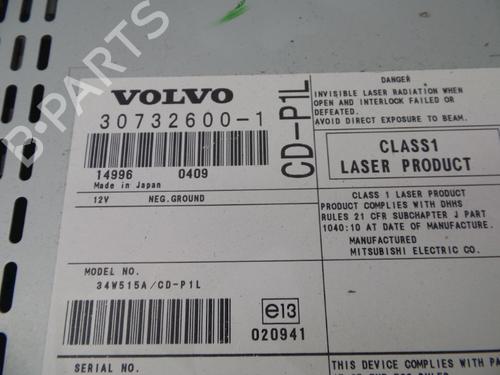 VOLVO
30732600-1
14996 0409
Made in Japan
12V NEG.GROUND
MODEL NO.
34W515A/CD-P1L
e13
020941
SERIAL NO.
CD-P1L
DANGER
INVISIBLE LASER RADIATION WHEN
OPEN AND INTERLOCK FAILED OR
DEFEATED.
AVOID DIRECT EXPOSURE TO BEAM.
CLASS1
LASER PRODUCT
CLASS 1 LASER PRODUCT
PRODUCT COMPLIES WITH DHHS
RULES 21 CFR SUBCHAPTER J PART
1040:10 AT DATE OF MANUFACTURE.
MANUFACTURED
MITSUBISHI ELECTRIC CO.
THIS DEVICE COMPLIES WITH PA
B-PARTS